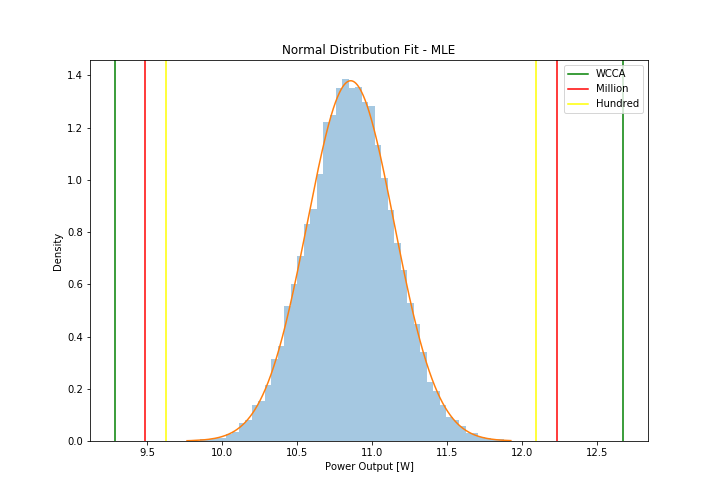 Normal Distribution Fit - MLE
WCCA
Million
Hundred
1.4
1.2
1.0
0.8
0.6
0.4
0.2
0.0
Density
9.5 10.0 10.5 11.0 11.5 12.0 12.5
Power Output [W]